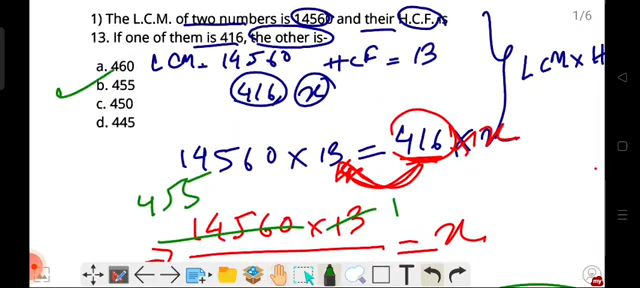 1) The L.C.M. of two numbers is 14560 and their H.C.F. is
1/6
13. If one of them is 416, the other is-
a. 460
LCM = 14560
HCF = 13
LCM x H
b. 455
416
x
c. 450
d. 445
14560 x 13 = 416 x x
455
14560 x 13
1
= x
T
my